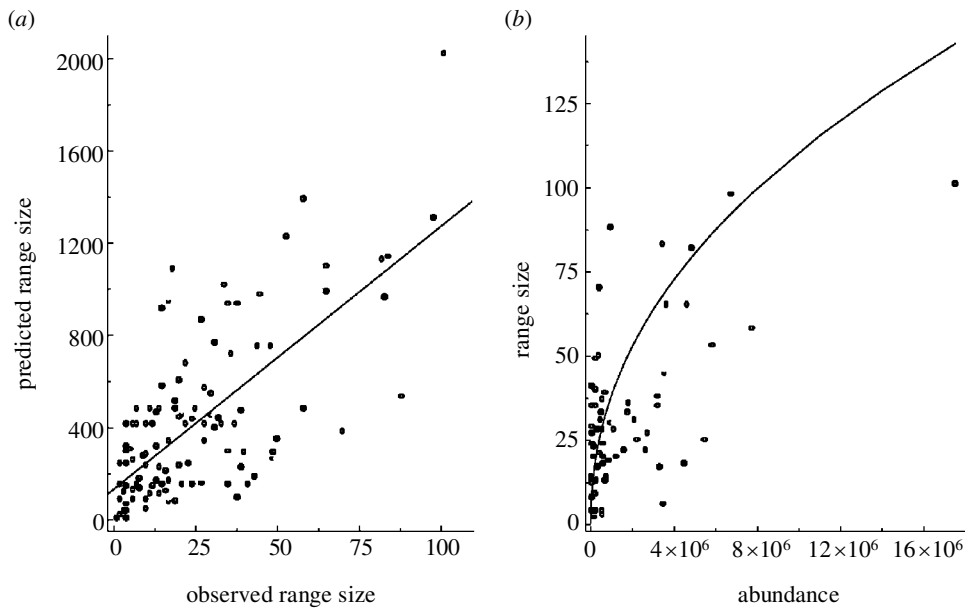 (a)
2000
1600
1200
800
400
0
predicted range size
0 25 50 75 100
observed range size
(b)
125
100
75
50
25
0
range size
0 4×10⁶ 8×10⁶ 12×10⁶ 16×10⁶
abundance